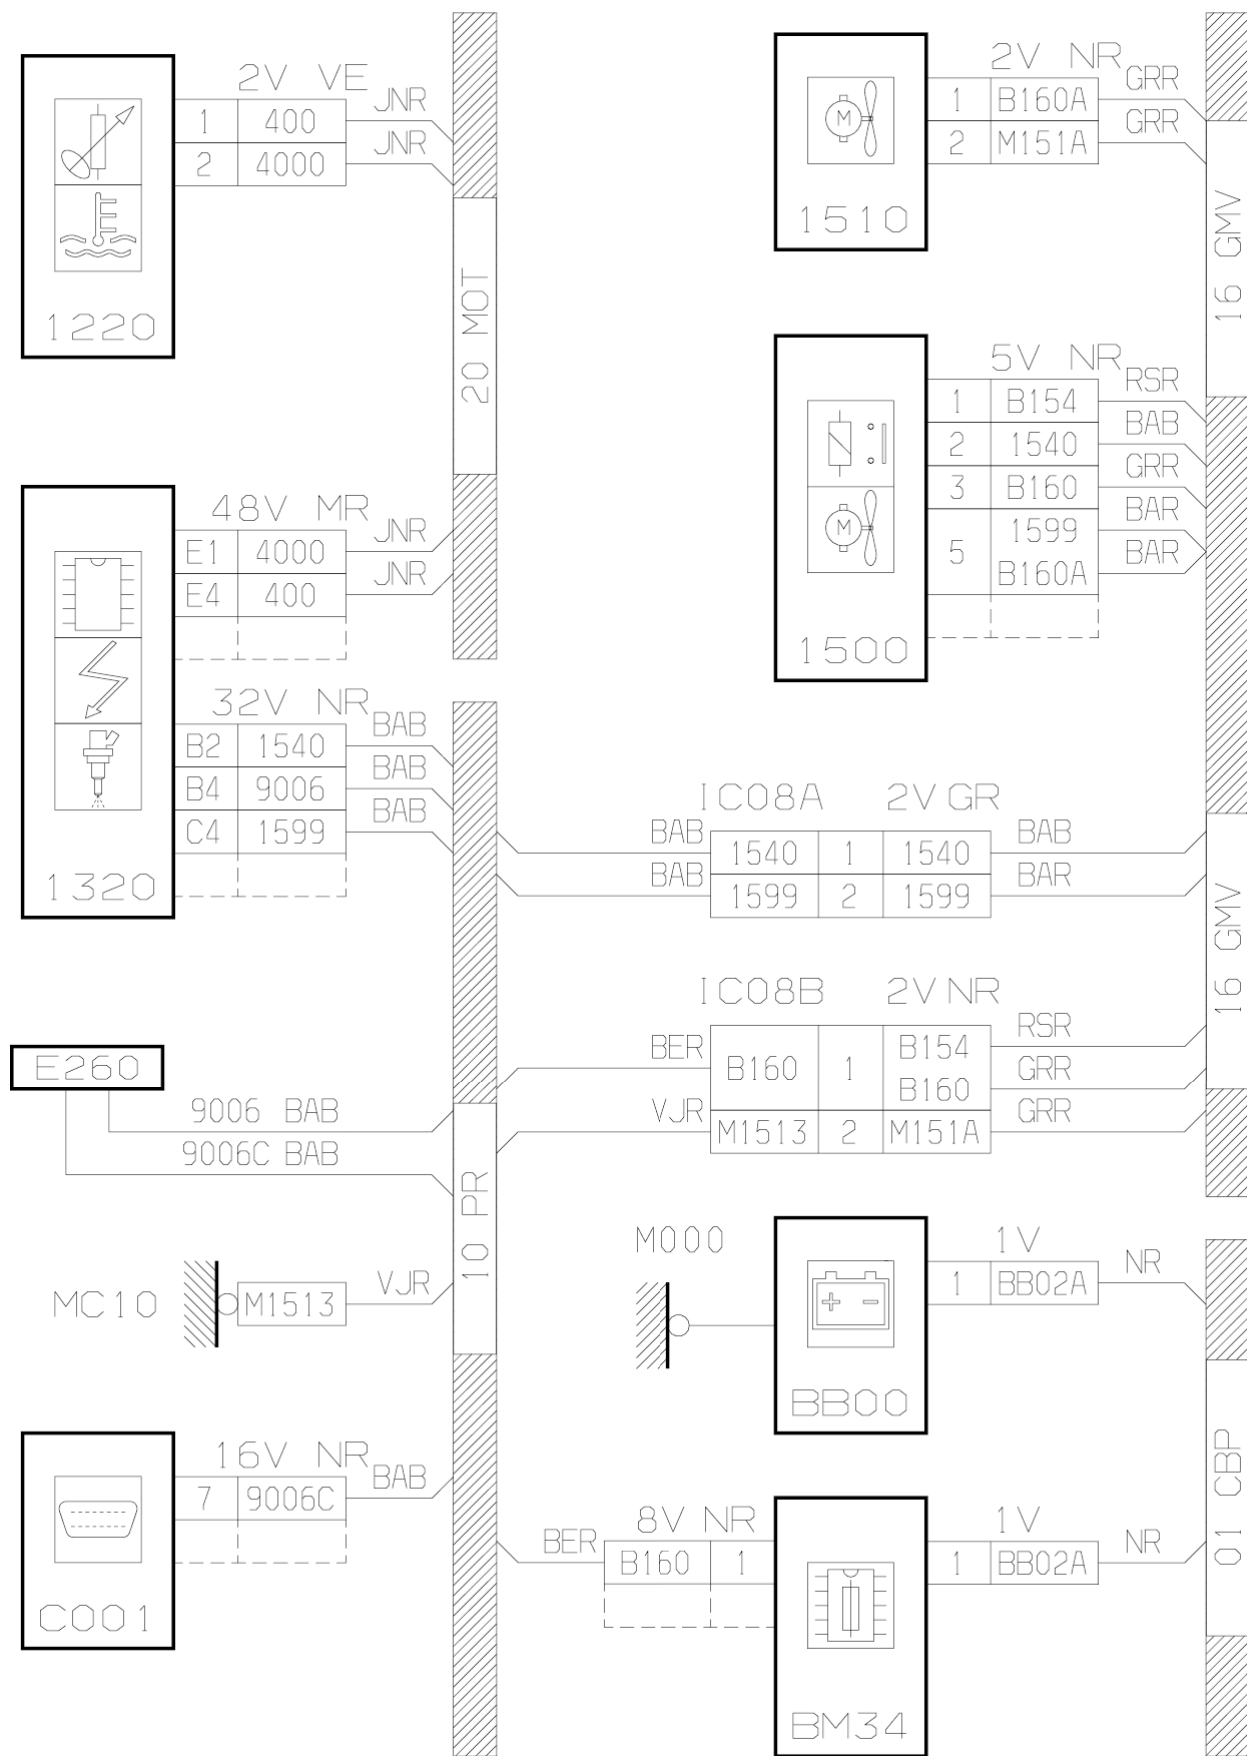 2V VE
1 400 JNR
2 4000 JNR
1220
20 MOT
48V MR
E1 4000 JNR
E4 400 JNR
32V NR
B2 1540 BAB
B4 9006 BAB
C4 1599 BAB
1320
E260
9006 BAB
9006C BAB
10 PR
MC10 M1513 VJR
16V NR
7 9006C BAB
C001
2V NR
1 B160A GRR
2 M151A GRR
1510
16 GMV
5V NR
1 B154 RSR
2 1540 BAB
3 B160 GRR
5 1599 BAR
B160A BAR
1500
IC08A 2V GR
BAB 1540 1 1540 BAB
BAB 1599 2 1599 BAR
16 GMV
IC08B 2V NR
BER B160 1 B154 RSR
B160 GRR
VJR M1513 2 M151A GRR
M000
1V
1 BB02A NR
BB00
01 CBP
8V NR
BER B160 1
1V
1 BB02A NR
BM34